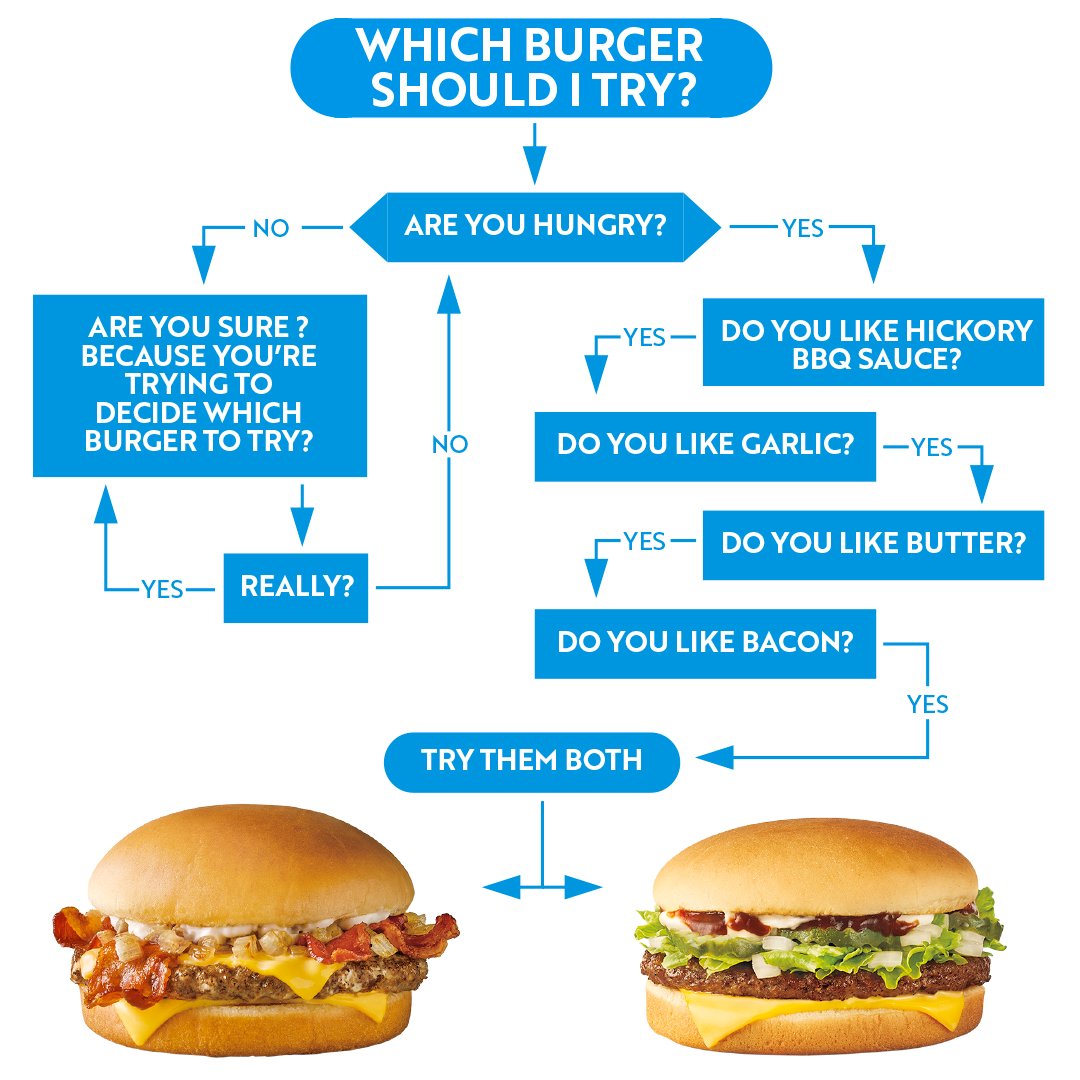 WHICH BURGER
SHOULD I TRY?
ARE YOU HUNGRY?
NO
YES
ARE YOU SURE ?
BECAUSE YOU'RE
TRYING TO
DECIDE WHICH
BURGER TO TRY?
REALLY?
YES
NO
DO YOU LIKE HICKORY
BBQ SAUCE?
YES
DO YOU LIKE GARLIC?
YES
DO YOU LIKE BUTTER?
YES
DO YOU LIKE BACON?
YES
TRY THEM BOTH